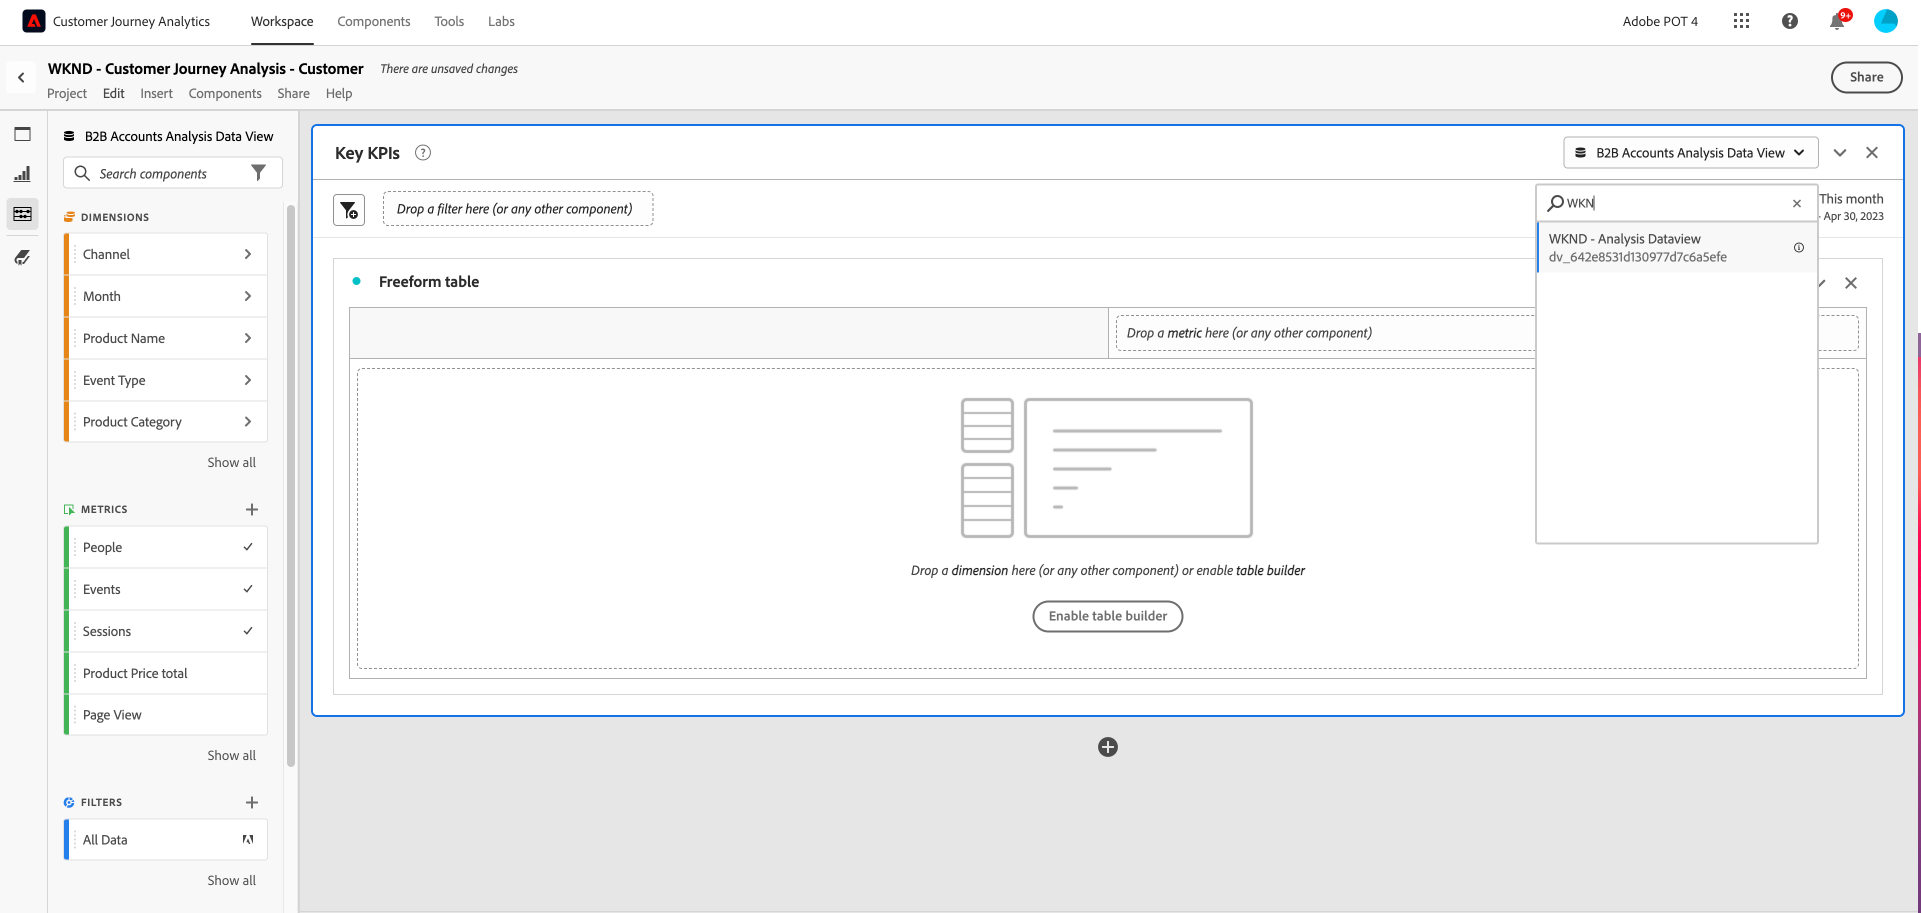 Customer Journey Analytics
Workspace
Components
Tools
Labs
Adobe POT 4
9+
WKND - Customer Journey Analysis - Customer
There are unsaved changes
Project
Edit
Insert
Components
Share
Help
Share
B2B Accounts Analysis Data View
Search components
DIMENSIONS
Channel
Month
Product Name
Event Type
Product Category
Show all
METRICS
People
Events
Sessions
Product Price total
Page View
Show all
FILTERS
All Data
Show all
Key KPIs
B2B Accounts Analysis Data View
Drop a filter here (or any other component)
This month
- Apr 30, 2023
WKN
WKND - Analysis Dataview
dv_642e8531d130977d7c6a5efe
Freeform table
Drop a metric here (or any other component)
Drop a dimension here (or any other component) or enable table builder
Enable table builder